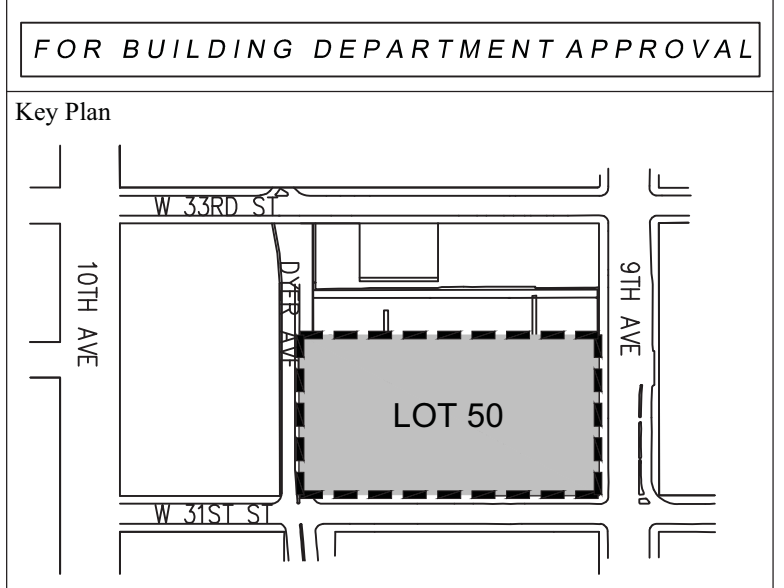 FOR BUILDING DEPARTMENT APPROVAL
Key Plan
W 33RD ST
10TH AVE
DYER AVE
9TH AVE
LOT 50
W 31ST ST